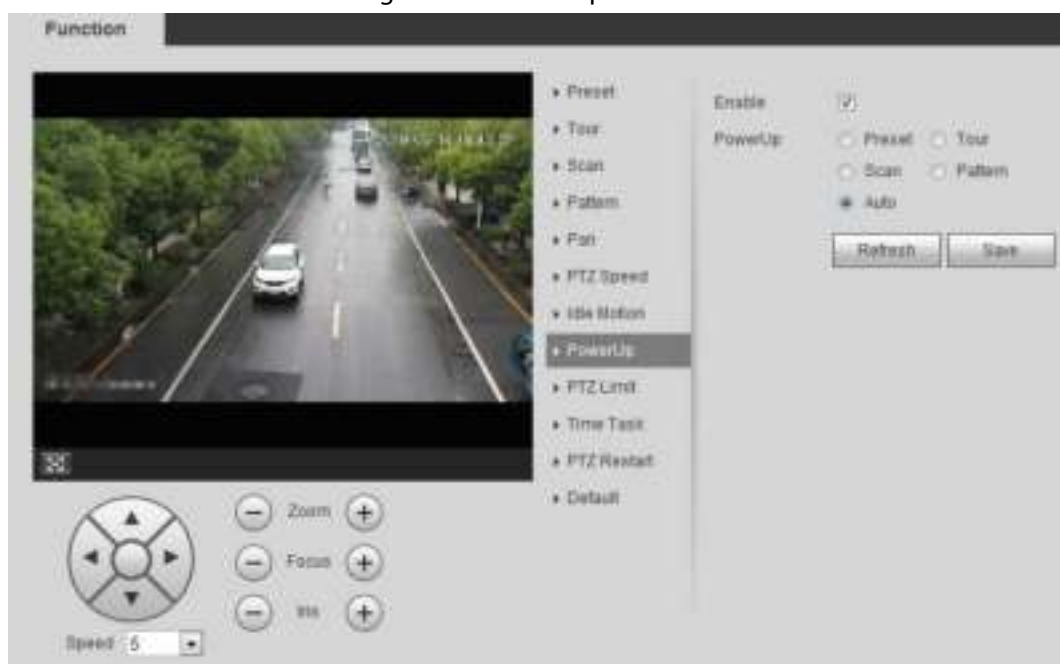 Function
Preset
Tour
Scan
Pattern
Pan
PTZ Speed
Idle Motion
PowerUp
PTZ Limit
Time Task
PTZ Restart
Default
Enable
PowerUp Preset Tour
Scan Pattern
Auto
Refresh Save
Zoom
Focus
Iris
Speed 5